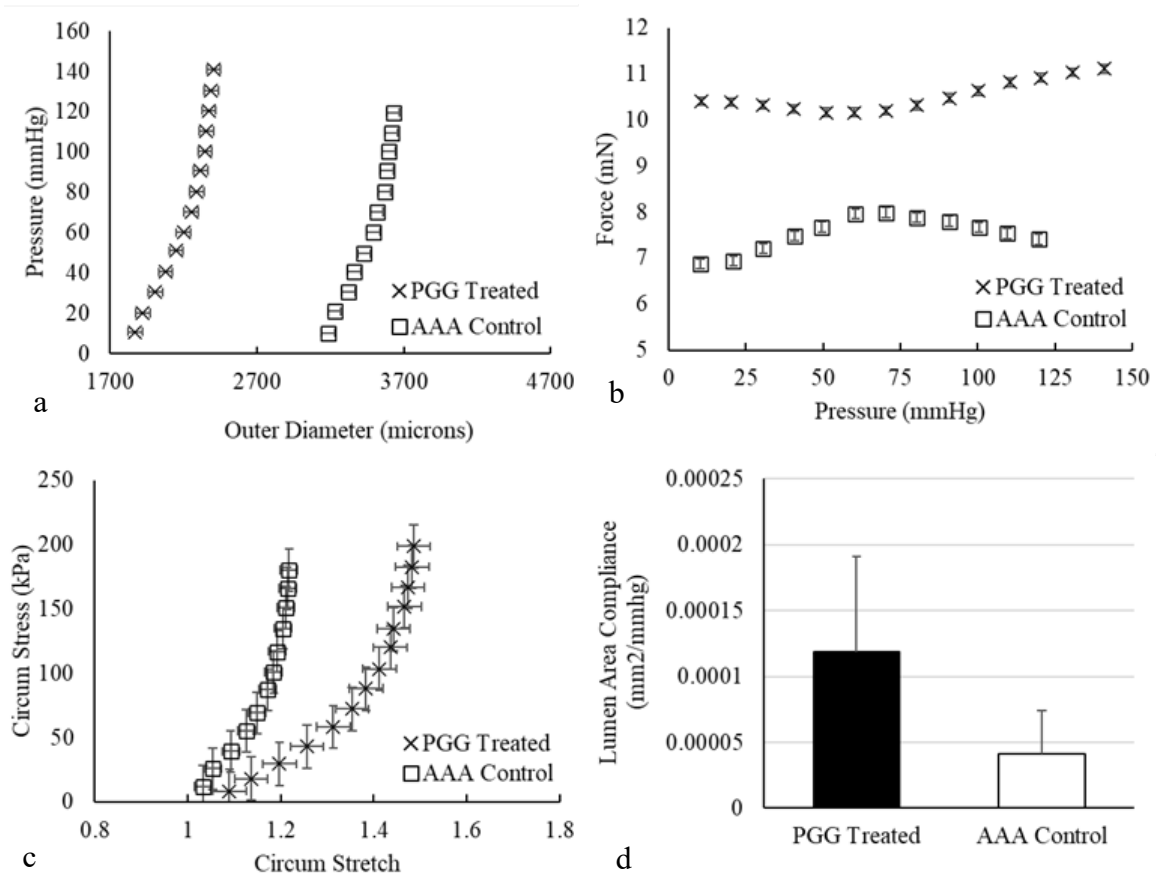 160
140
120
100
80
60
40
20
0
Pressure (mmHg)
PGG Treated
AAA Control
1700 2700 3700 4700
Outer Diameter (microns)
a
12
11
10
9
8
7
6
5
Force (mN)
PGG Treated
AAA Control
0 25 50 75 100 125 150
Pressure (mmHg)
b
250
200
150
100
50
0
Circum Stress (kPa)
PGG Treated
AAA Control
0.8 1 1.2 1.4 1.6 1.8
Circum Stretch
c
0.00025
0.0002
0.00015
0.0001
0.00005
0
Lumen Area Compliance
(mm2/mmhg)
PGG Treated AAA Control
d